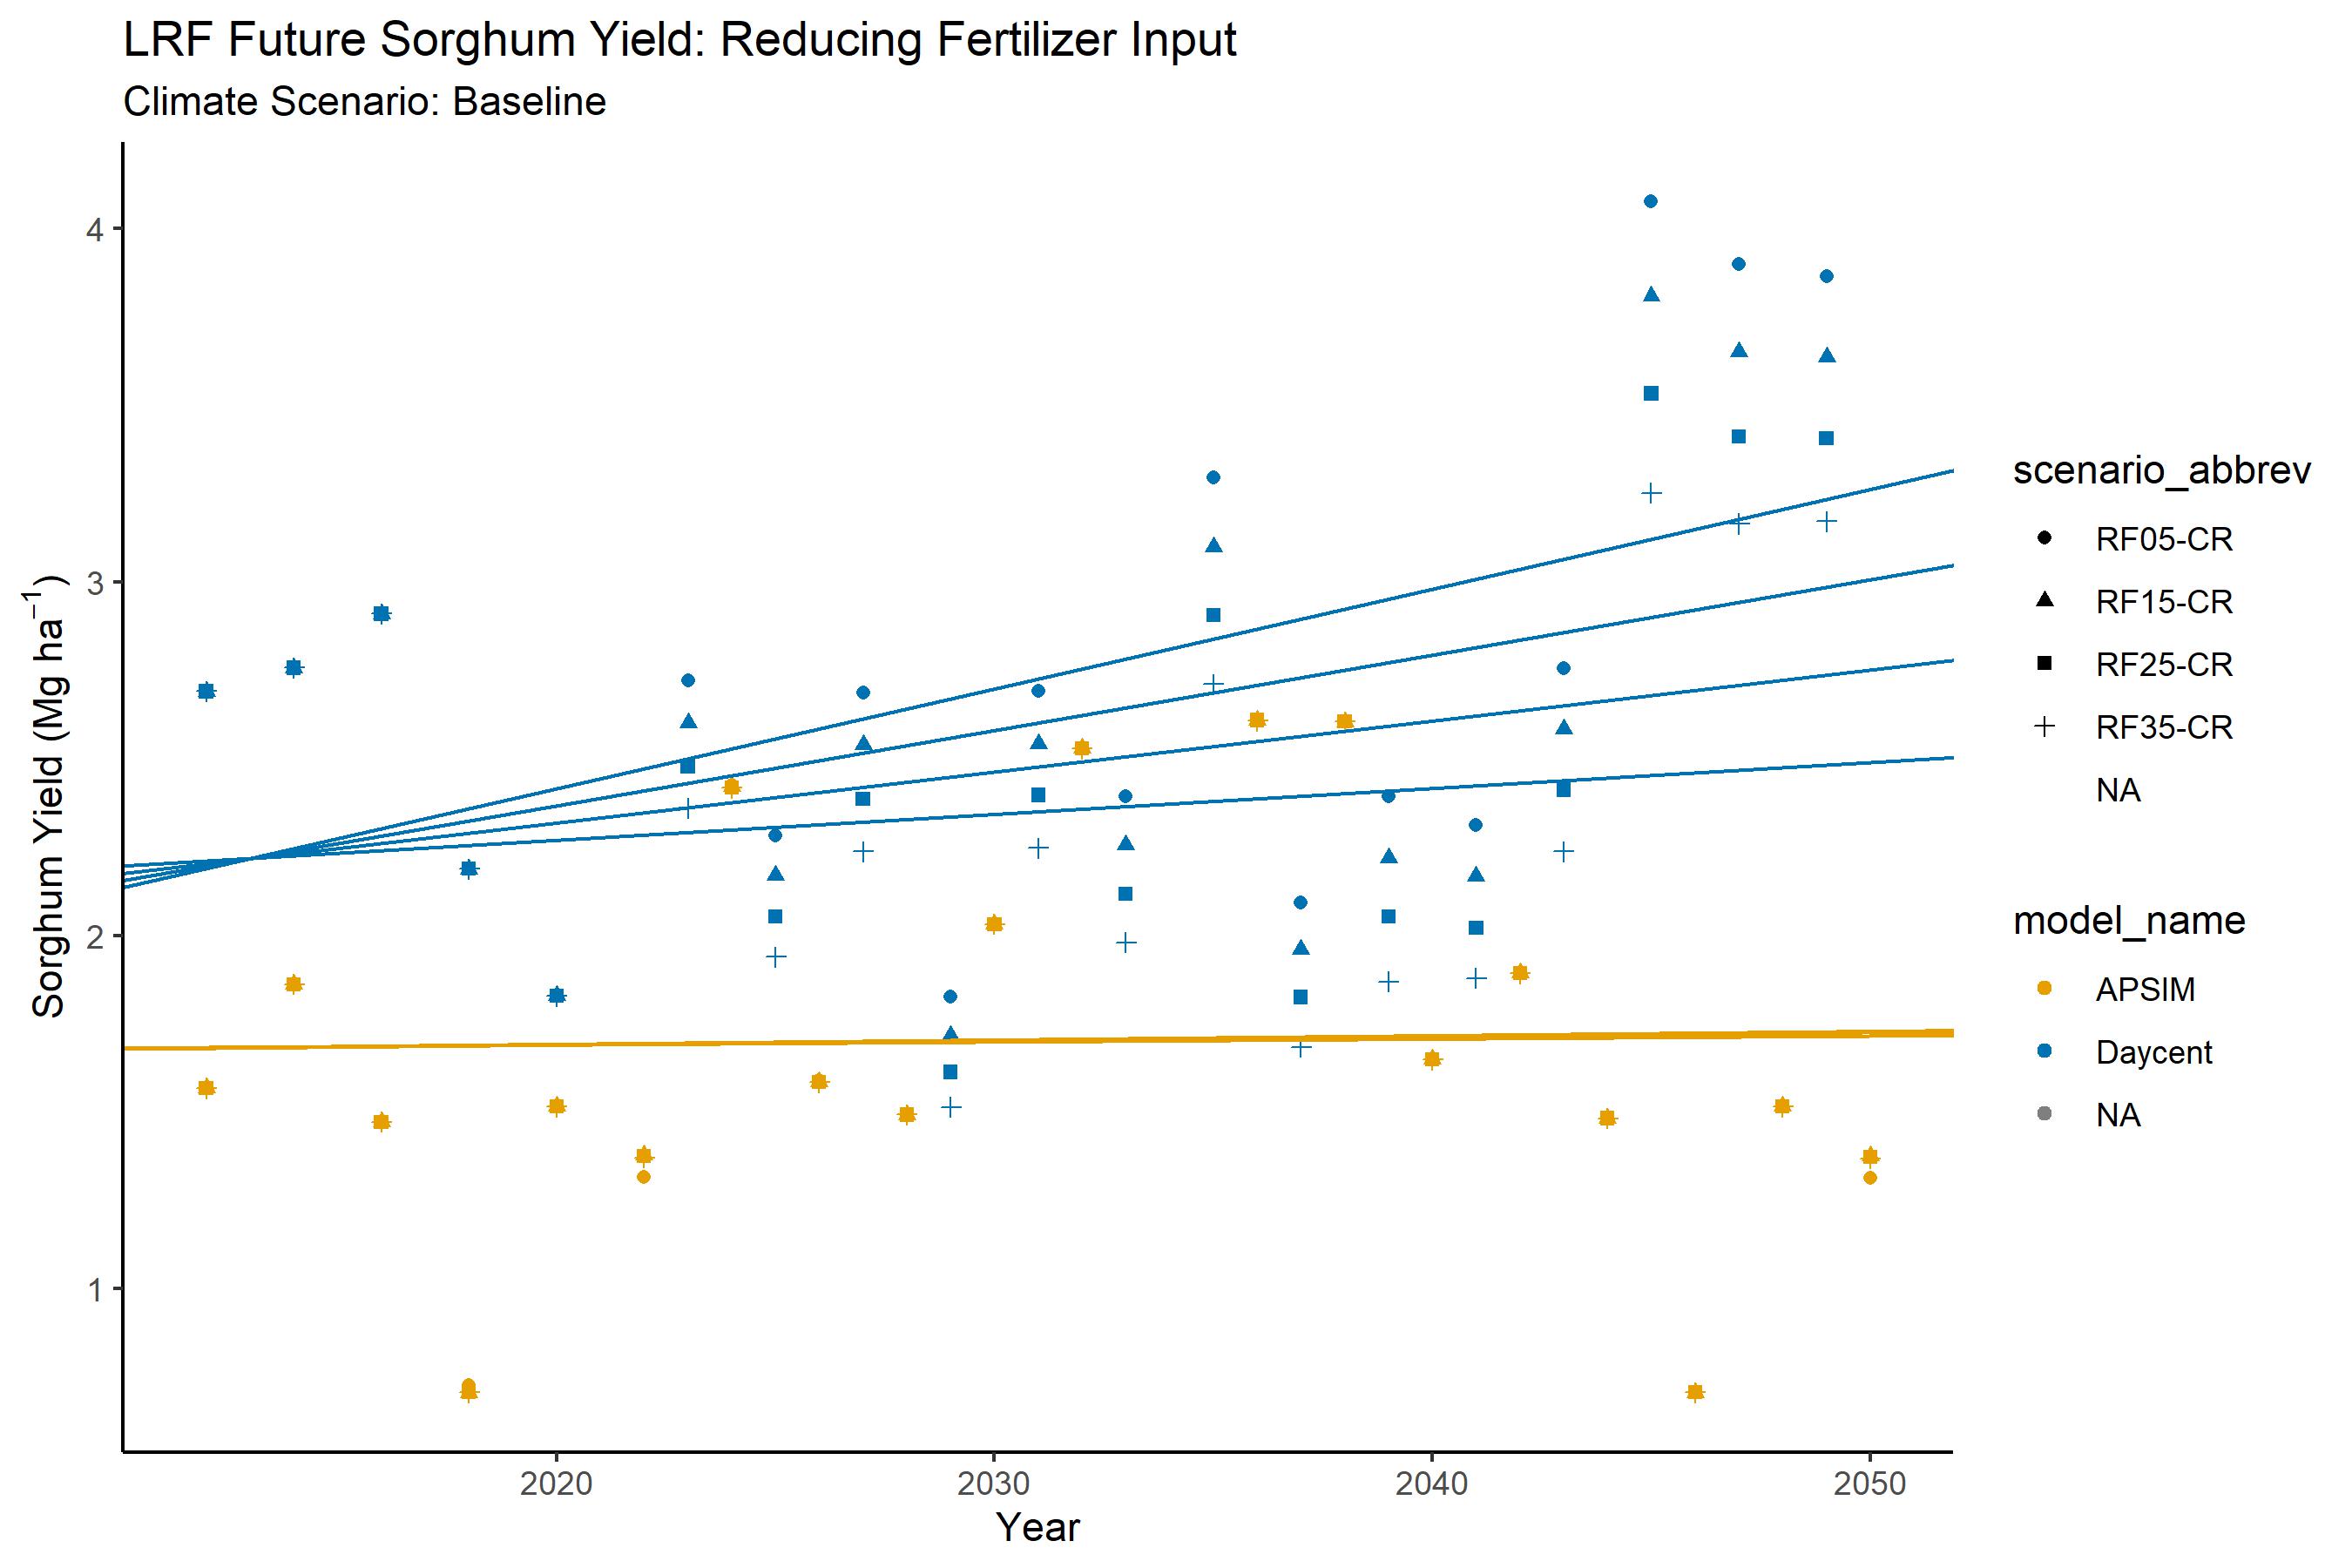 LRF Future Sorghum Yield: Reducing Fertilizer Input
Climate Scenario: Baseline
Sorghum Yield (Mg ha⁻¹)
4
3
2
1
2020
2030
2040
2050
Year
scenario_abbrev
RF05-CR
RF15-CR
RF25-CR
RF35-CR
NA
model_name
APSIM
Daycent
NA